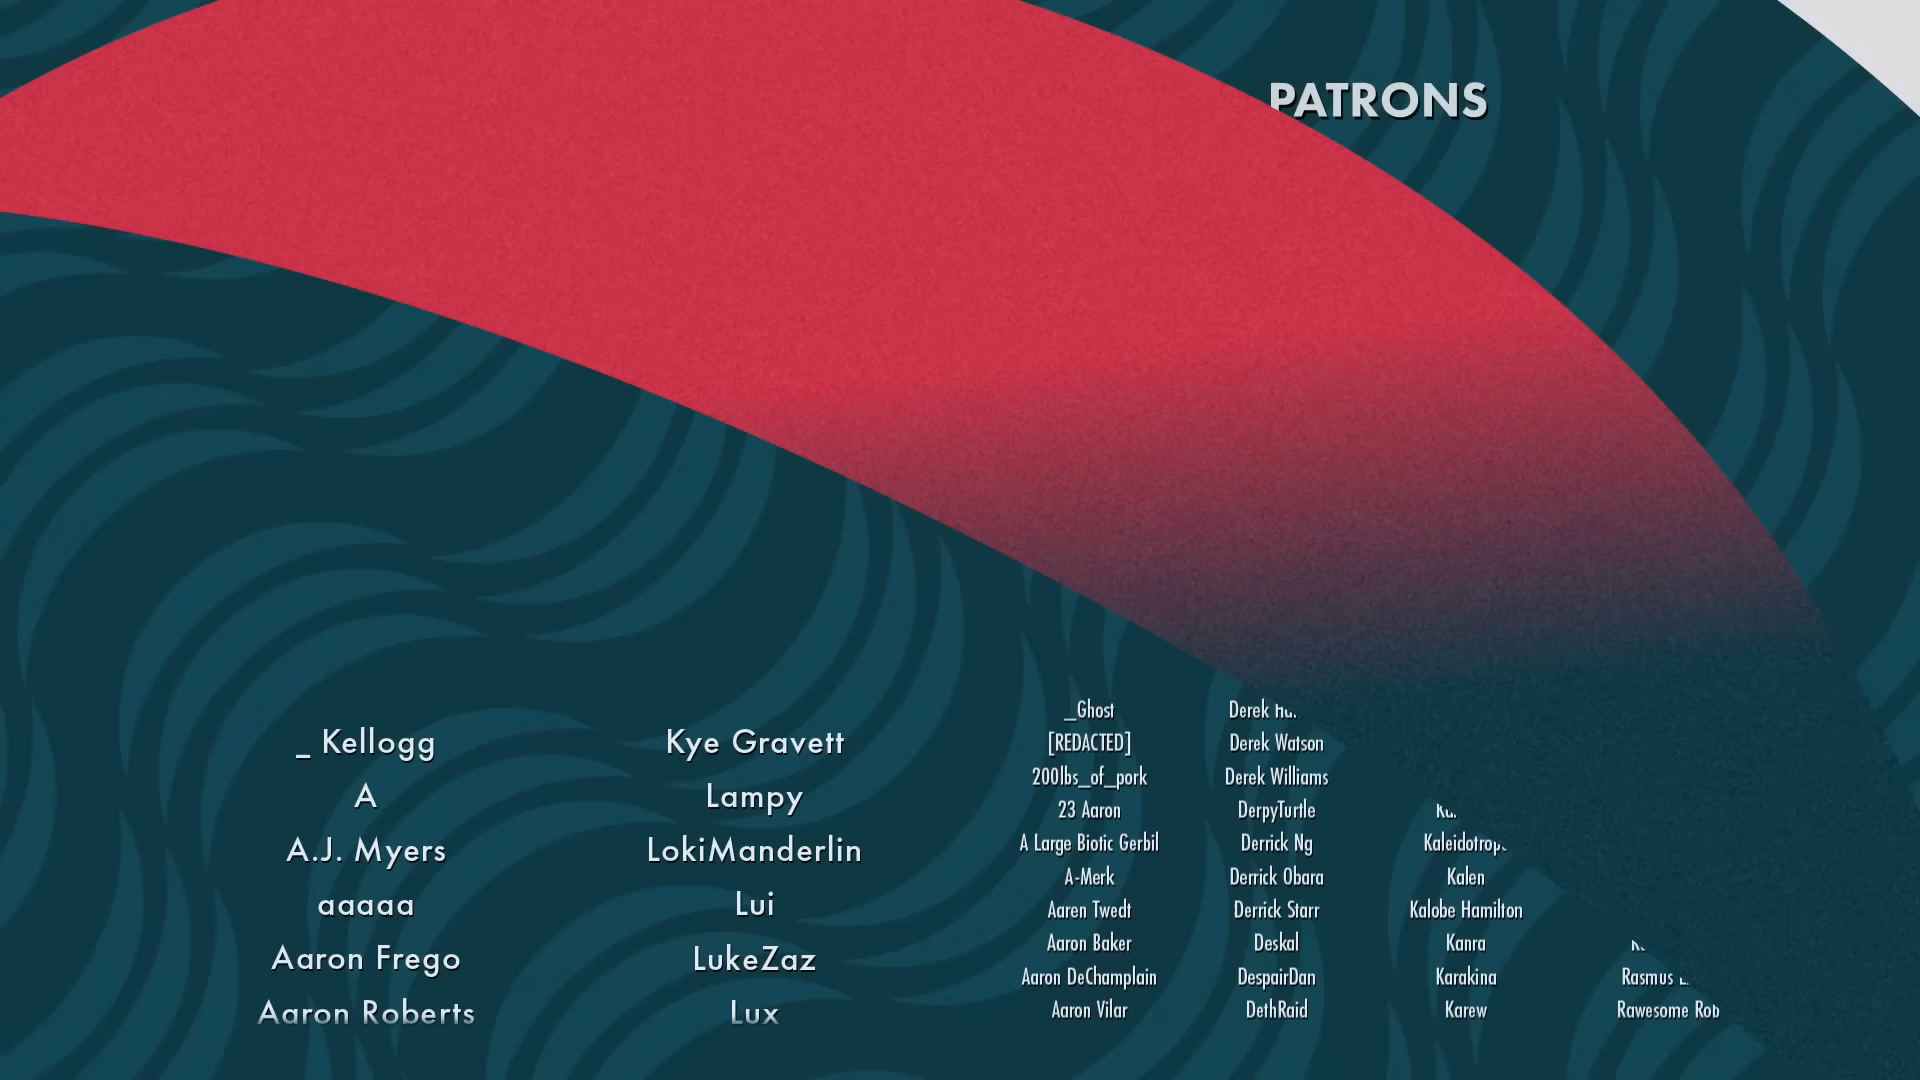 PATRONS
_ Kellogg
A
A.J. Myers
aaaaa
Aaron Frego
Aaron Roberts
Kye Gravett
Lampy
LokiManderlin
Lui
LukeZaz
Lux
_Ghost
[REDACTED]
200lbs_of_pork
23 Aaron
A Large Biotic Gerbil
A-Merk
Aaren Twedt
Aaron Baker
Aaron DeChamplain
Aaron Vilar
Derek
Derek Watson
Derek Williams
DerpyTurtle
Derrick Ng
Derrick Obara
Derrick Starr
Deskal
DespairDan
DethRaid
Kalen
Kalobe Hamilton
Kanra
Karakina
Karew
Rasmus
Rawesome Rob